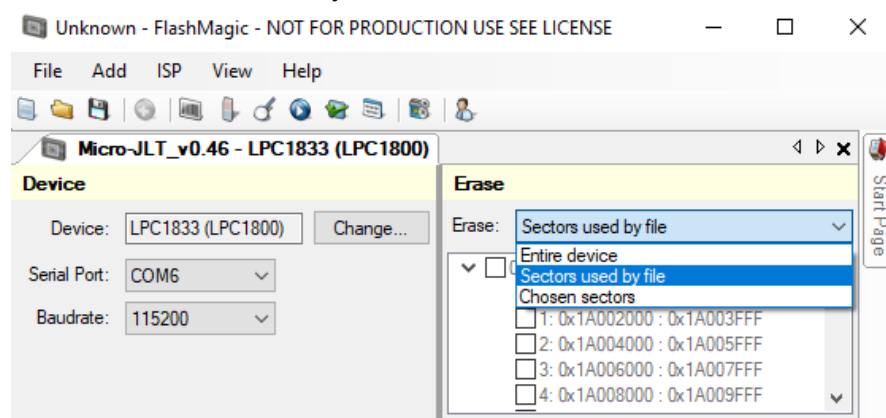 Unknown - FlashMagic - NOT FOR PRODUCTION USE SEE LICENSE
File Add ISP View Help
Micro-JLT_v0.46 - LPC1833 (LPC1800)
Start Page
Device
Device: LPC1833 (LPC1800) Change...
Serial Port: COM6
Baudrate: 115200
Erase
Erase: Sectors used by file
Entire device
Sectors used by file
Chosen sectors
1: 0x1A002000 : 0x1A003FFF
2: 0x1A004000 : 0x1A005FFF
3: 0x1A006000 : 0x1A007FFF
4: 0x1A008000 : 0x1A009FFF